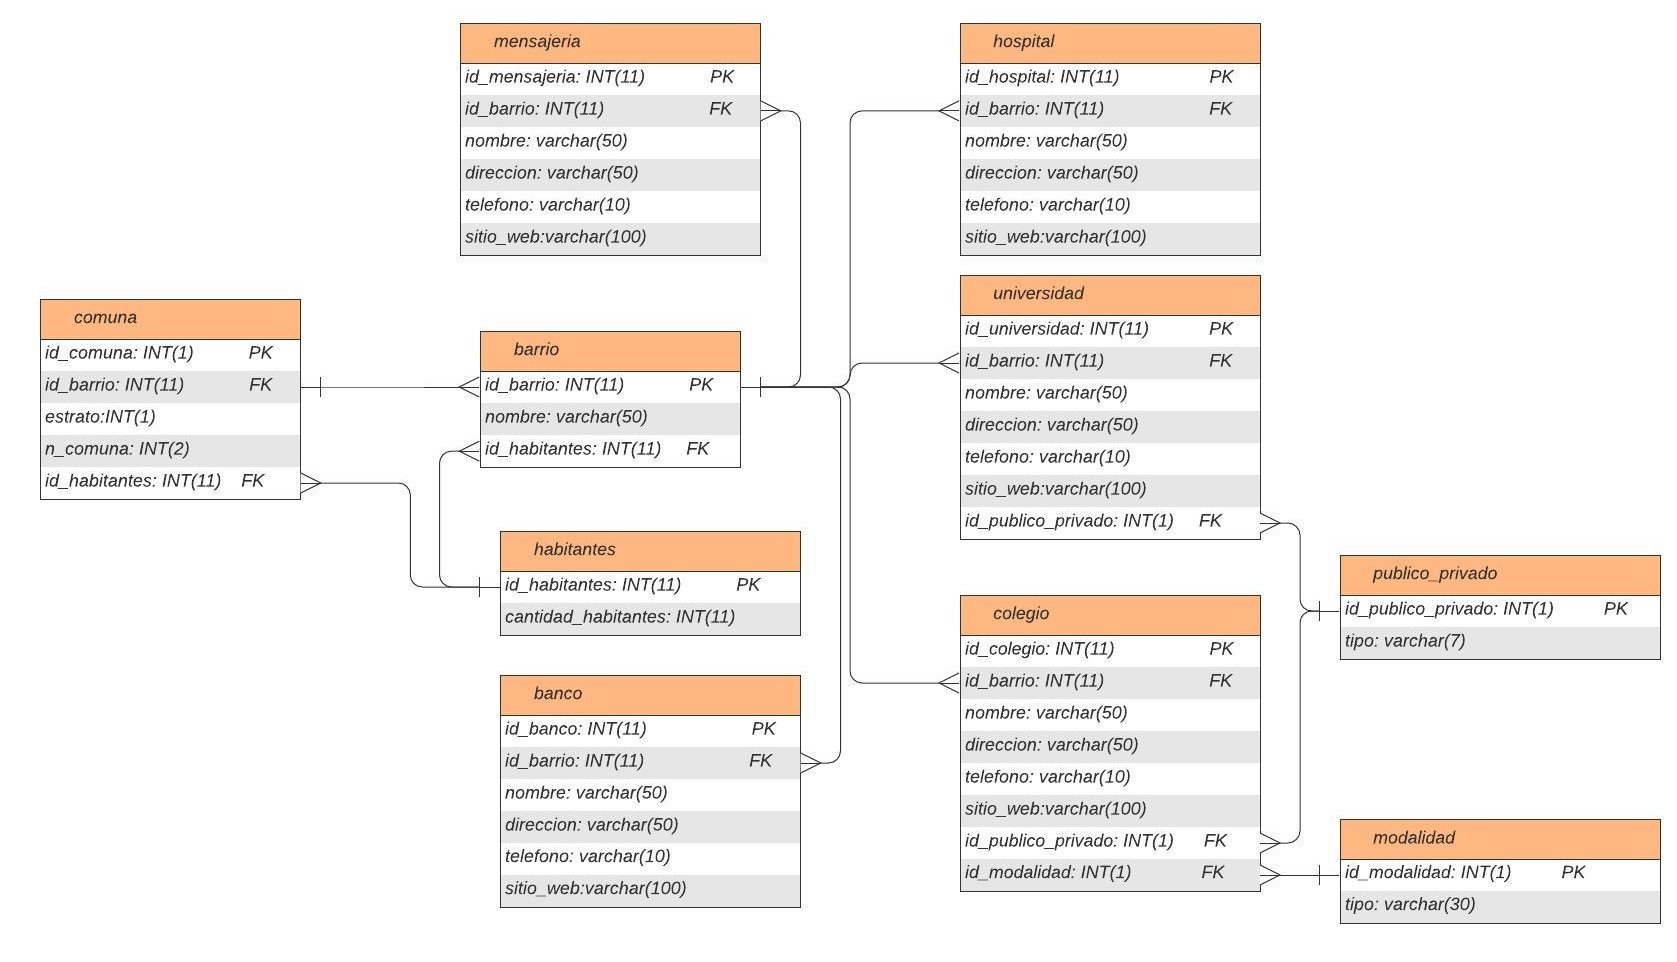 mensajeria
id_mensajeria: INT(11) PK
id_barrio: INT(11) FK
nombre: varchar(50)
direccion: varchar(50)
telefono: varchar(10)
sitio_web:varchar(100)
hospital
id_hospital: INT(11) PK
id_barrio: INT(11) FK
nombre: varchar(50)
direccion: varchar(50)
telefono: varchar(10)
sitio_web:varchar(100)
comuna
id_comuna: INT(1) PK
id_barrio: INT(11) FK
estrato:INT(1)
n_comuna: INT(2)
id_habitantes: INT(11) FK
barrio
id_barrio: INT(11) PK
nombre: varchar(50)
id_habitantes: INT(11) FK
universidad
id_universidad: INT(11) PK
id_barrio: INT(11) FK
nombre: varchar(50)
direccion: varchar(50)
telefono: varchar(10)
sitio_web:varchar(100)
id_publico_privado: INT(1) FK
habitantes
id_habitantes: INT(11) PK
cantidad_habitantes: INT(11)
publico_privado
id_publico_privado: INT(1) PK
tipo: varchar(7)
colegio
id_colegio: INT(11) PK
id_barrio: INT(11) FK
nombre: varchar(50)
direccion: varchar(50)
telefono: varchar(10)
sitio_web:varchar(100)
id_publico_privado: INT(1) FK
id_modalidad: INT(1) FK
banco
id_banco: INT(11) PK
id_barrio: INT(11) FK
nombre: varchar(50)
direccion: varchar(50)
telefono: varchar(10)
sitio_web:varchar(100)
modalidad
id_modalidad: INT(1) PK
tipo: varchar(30)